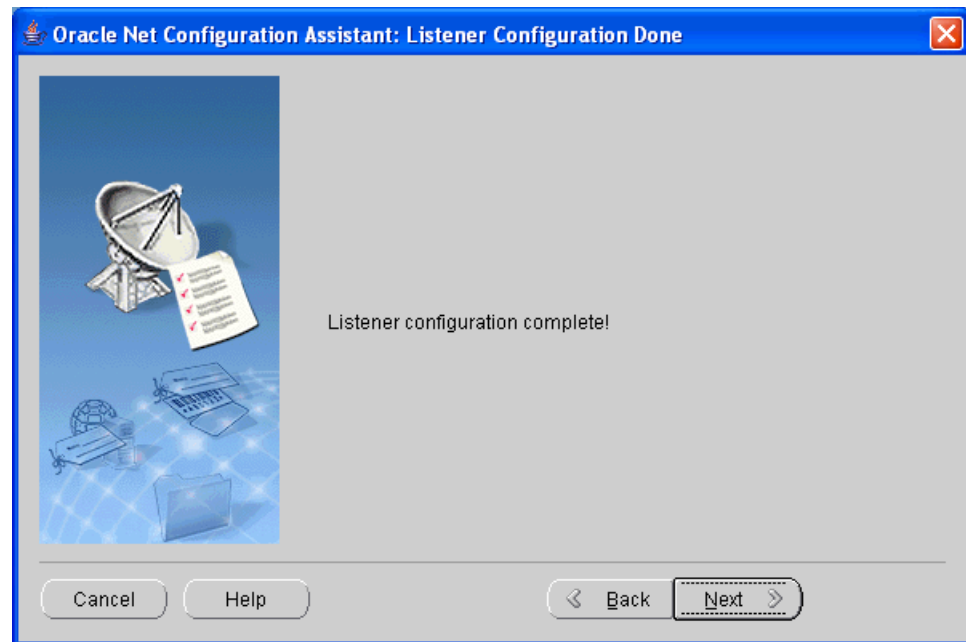 Oracle Net Configuration Assistant: Listener Configuration Done
Listener configuration complete!
Cancel
Help
Back
Next